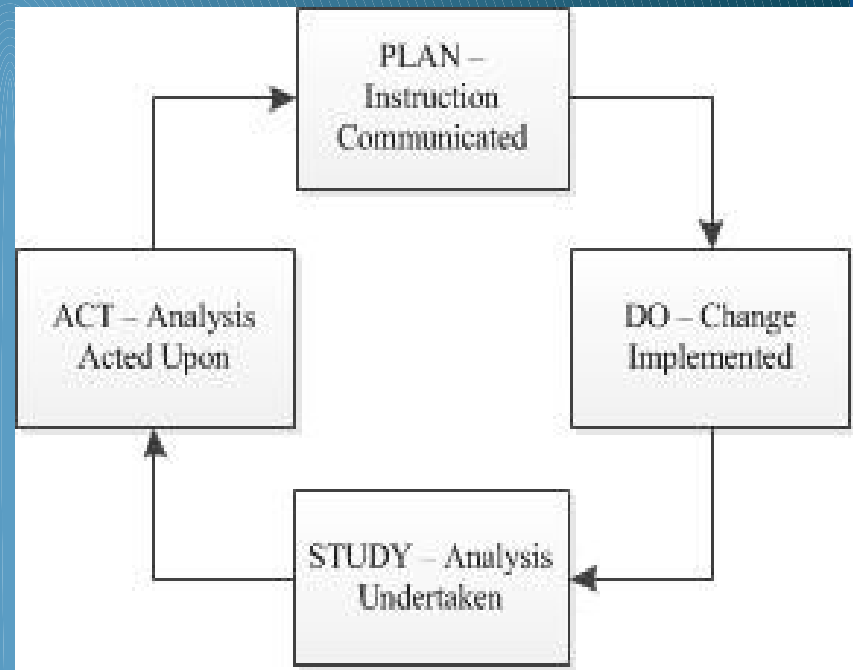 PLAN –
Instruction
Communicated
DO – Change
Implemented
STUDY – Analysis
Undertaken
ACT – Analysis
Acted Upon